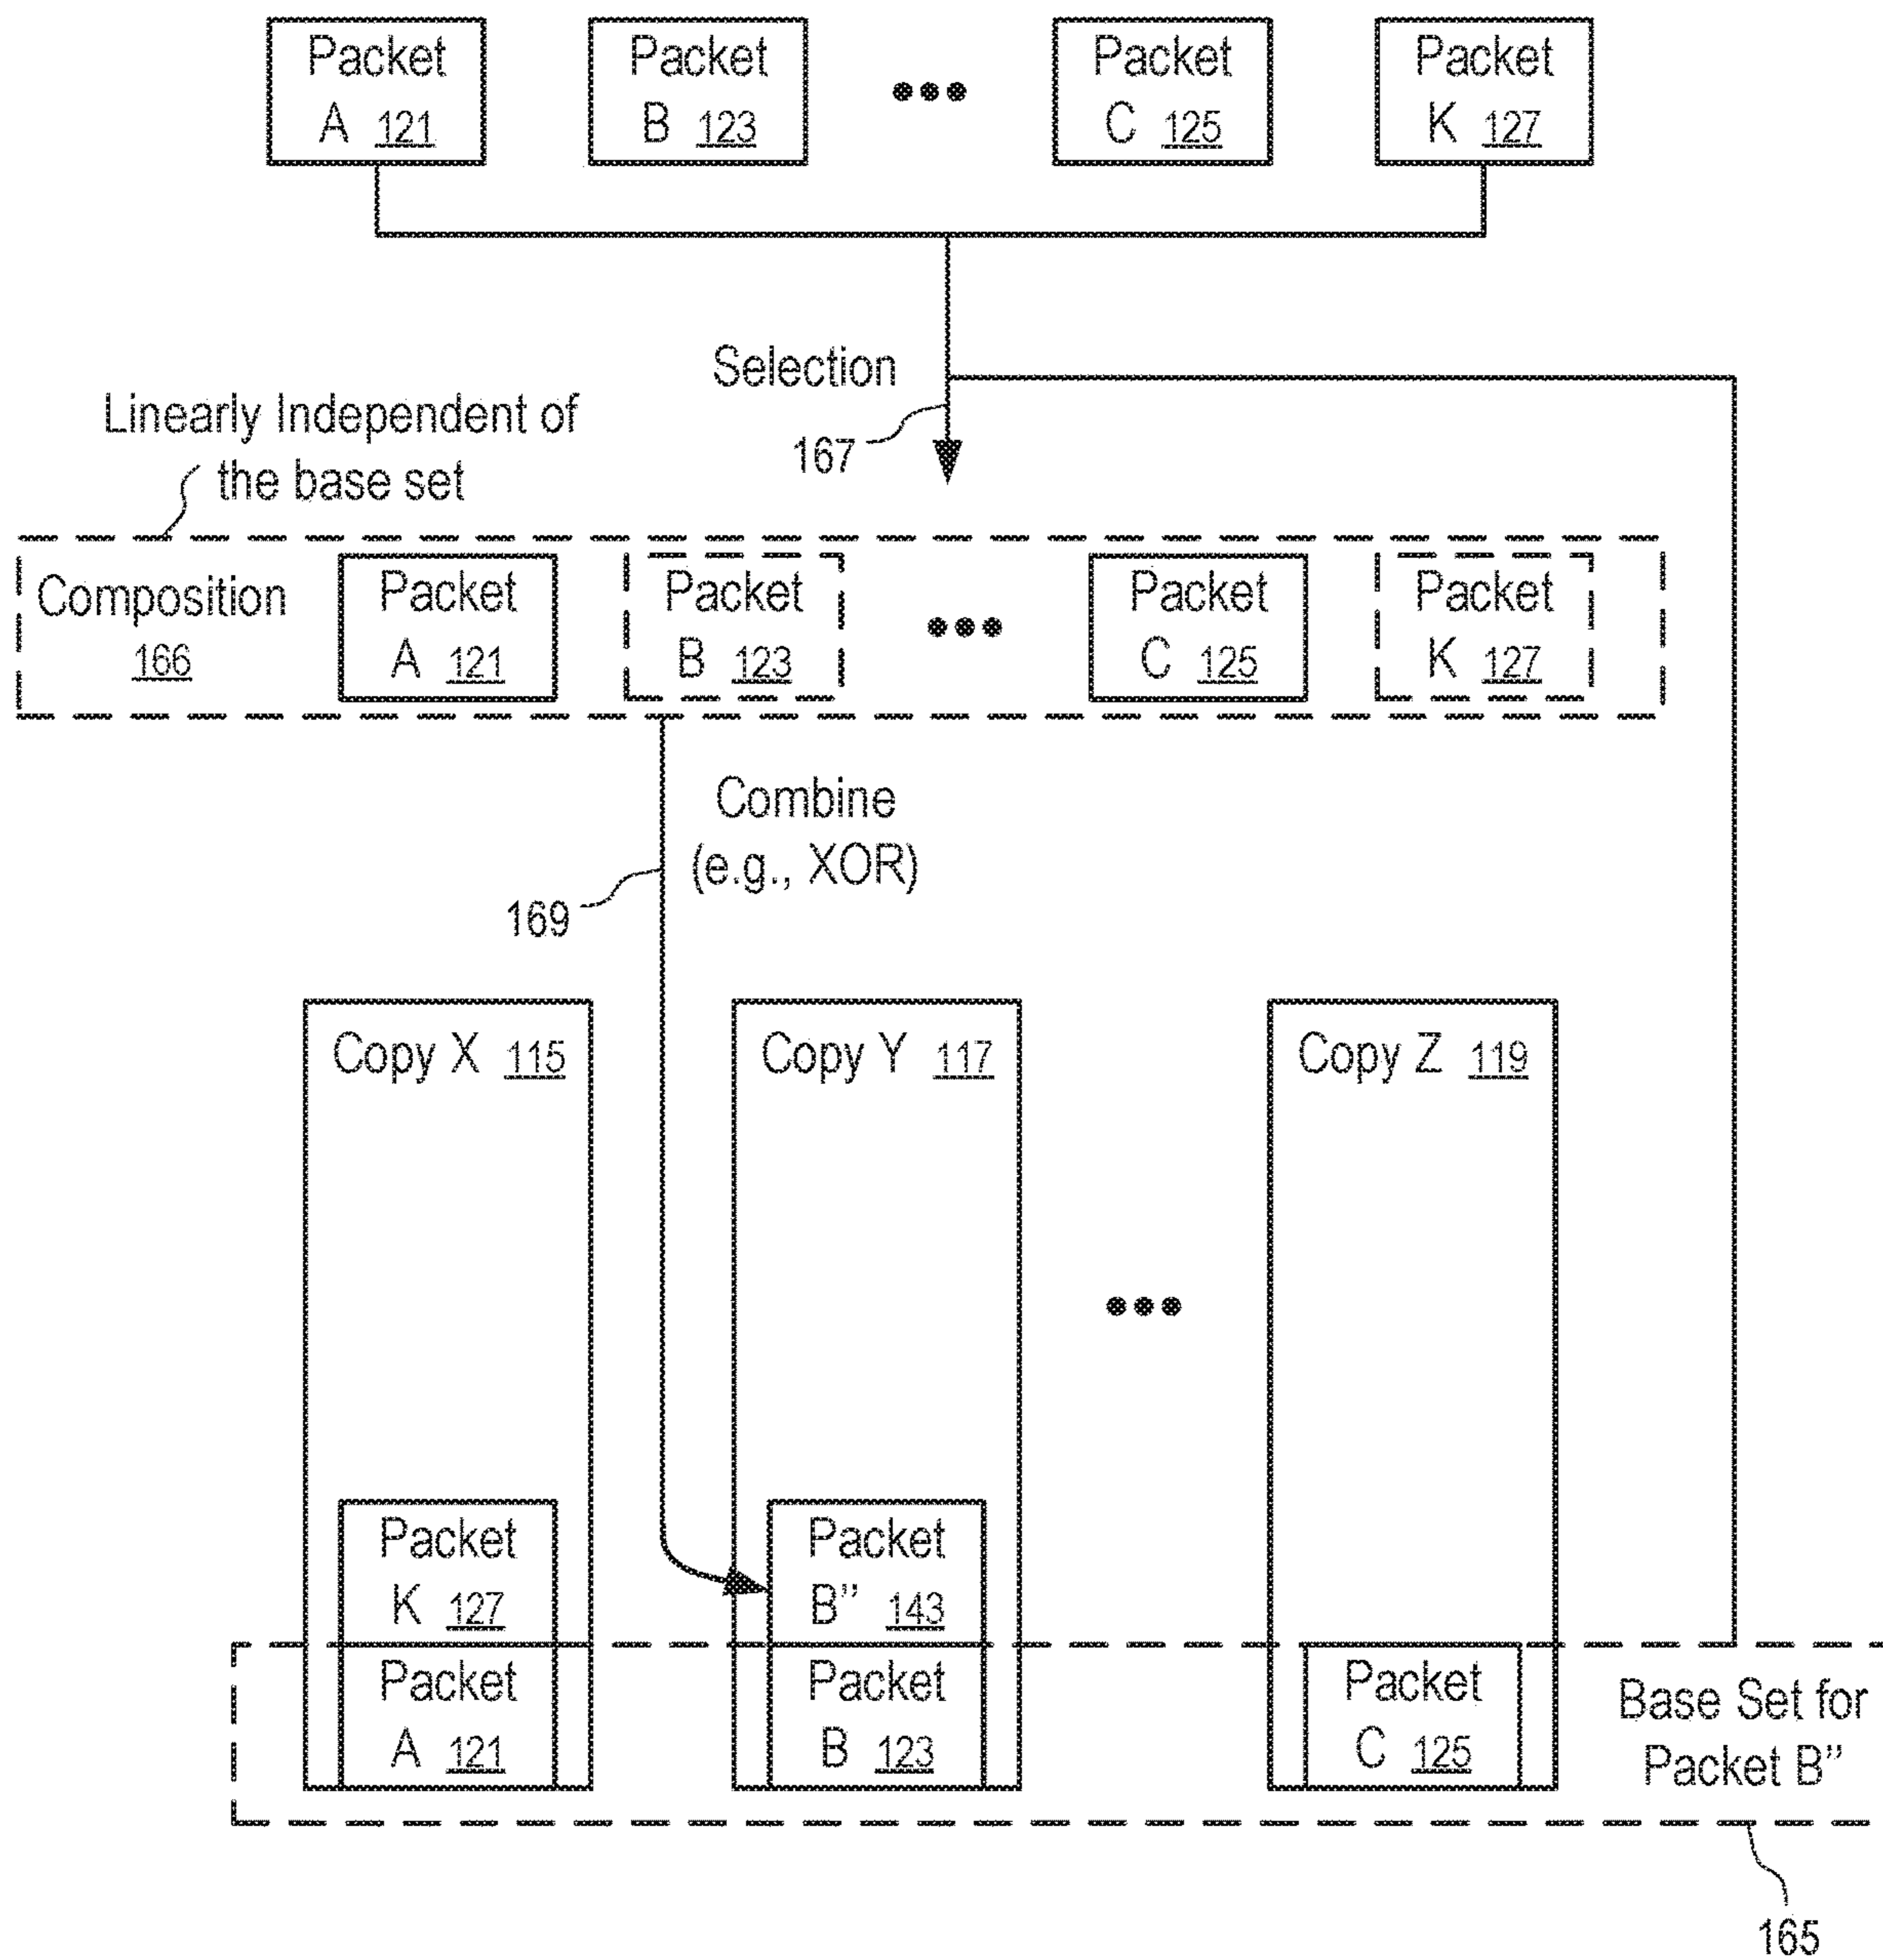 Packet
A 121
Packet
B 123
Packet
C 125
Packet
K 127
Selection
167
Linearly Independent of
the base set
Composition
166
Packet
A 121
Packet
B 123
Packet
C 125
Packet
K 127
Combine
(e.g., XOR)
169
Copy X 115
Copy Y 117
Copy Z 119
Packet
K 127
Packet
B” 143
Packet
A 121
Packet
B 123
Packet
C 125
Base Set for
Packet B”
165